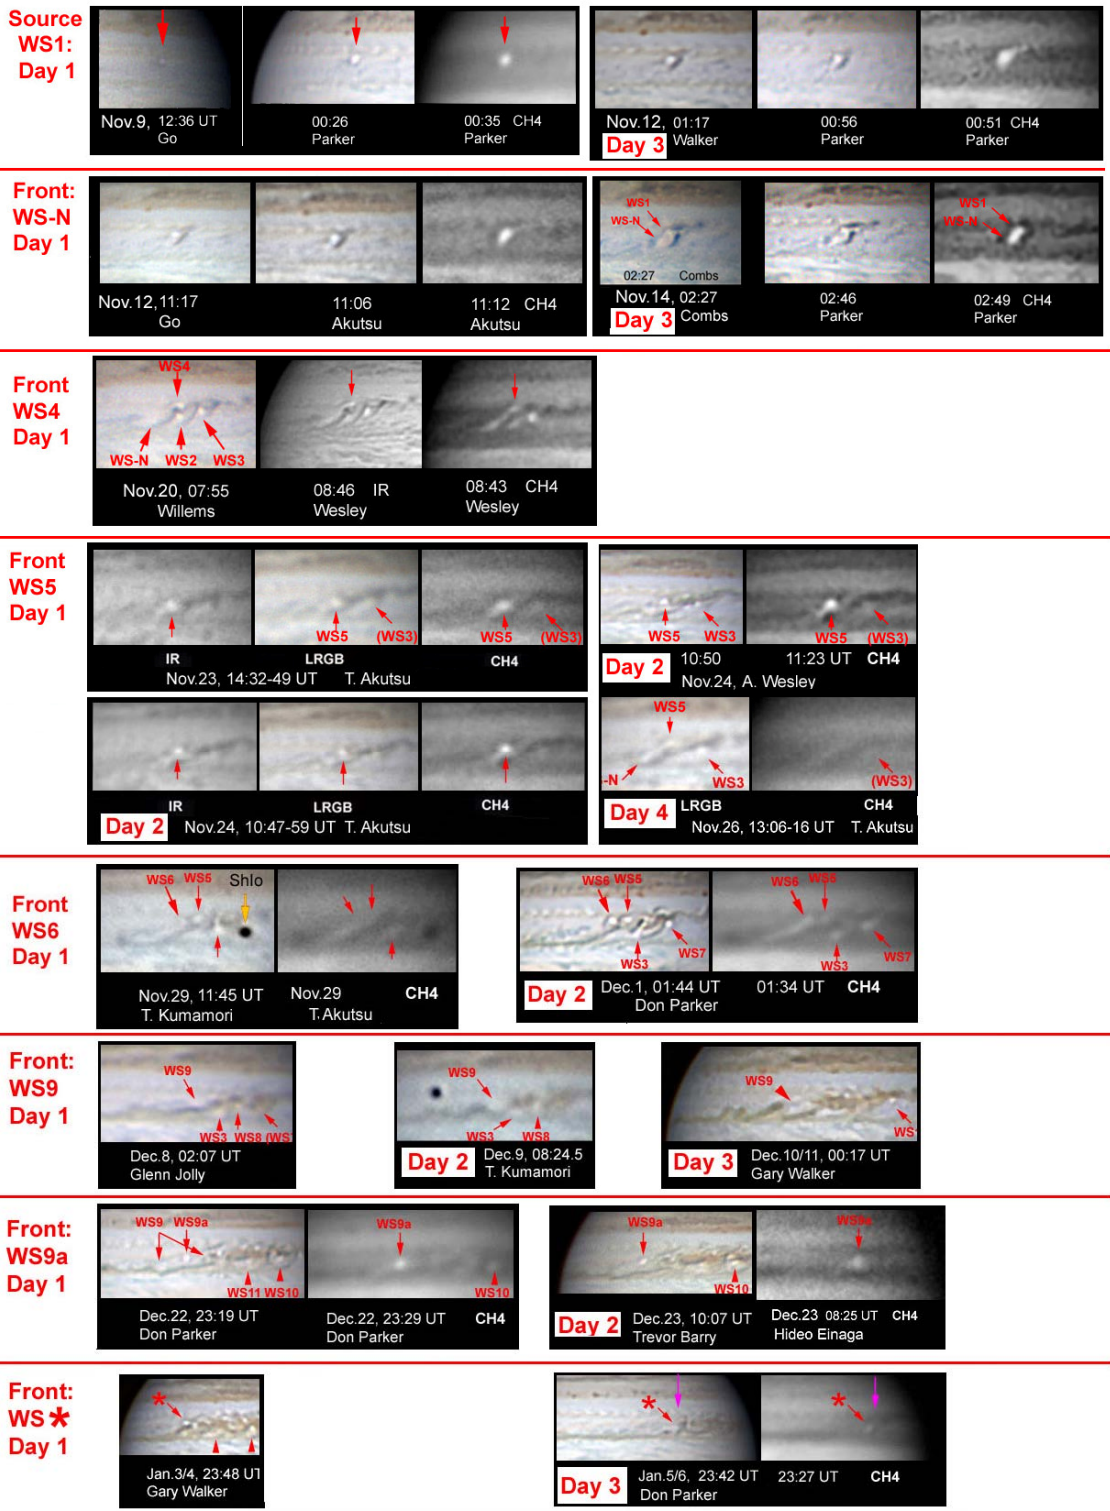 Source
WS1:
Day 1
Nov.9, 12:36 UT
Go
00:26
Parker
00:35 CH4
Parker
Nov.12, 01:17
Day 3 Walker
00:56
Parker
00:51 CH4
Parker
Front:
WS-N
Day 1
Nov.12, 11:17
Go
11:06
Akutsu
11:12 CH4
Akutsu
WS1
WS-N
02:27 Combs
Nov.14, 02:27
Day 3 Combs
02:46
Parker
WS1
WS-N
02:49 CH4
Parker
Front
WS4
Day 1
WS4
WS-N WS2 WS3
Nov.20, 07:55
Willems
08:46 IR
Wesley
08:43 CH4
Wesley
Front
WS5
Day 1
WS5 (WS3)
WS5 (WS3)
IR LRGB CH4
Nov.23, 14:32-49 UT T. Akutsu
WS5 WS3
WS5 (WS3)
Day 2 10:50 11:23 UT CH4
Nov.24, A. Wesley
IR LRGB CH4
Day 2 Nov.24, 10:47-59 UT T. Akutsu
WS5
-N WS3
(WS3)
Day 4 LRGB CH4
Nov.26, 13:06-16 UT T. Akutsu
Front
WS6
Day 1
WS6 WS5 ShIo
Nov.29, 11:45 UT
T. Kumamori
Nov.29 CH4
T. Akutsu
WS6 WS5
WS7
WS3
WS6 WS5
WS7
WS3
Day 2 Dec.1, 01:44 UT 01:34 UT CH4
Don Parker
Front:
WS9
Day 1
WS9
WS3 WS8 (WS
Dec.8, 02:07 UT
Glenn Jolly
WS9
WS3 WS8
Day 2 Dec.9, 08:24.5
T. Kumamori
WS9
WS
Day 3 Dec.10/11, 00:17 UT
Gary Walker
Front:
WS9a
Day 1
WS9 WS9a
WS11 WS10
WS9a
WS10
Dec.22, 23:19 UT
Don Parker
Dec.22, 23:29 UT CH4
Don Parker
WS9a
WS10
WS9a
Day 2 Dec.23, 10:07 UT
Trevor Barry
Dec.23 08:25 UT CH4
Hideo Einaga
Front:
WS *
Day 1
*
Jan.3/4, 23:48 UT
Gary Walker
*
*
Day 3 Jan.5/6, 23:42 UT 23:27 UT CH4
Don Parker